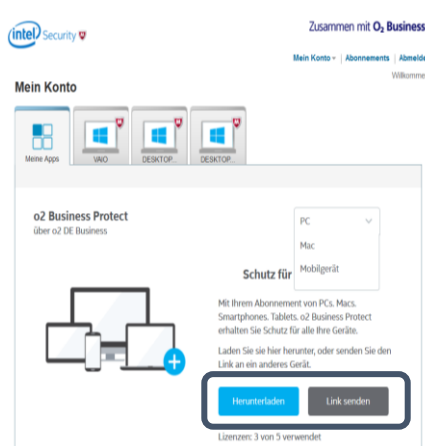 intel Security
Zusammen mit O2 Business
Mein Konto | Abonnements | Abmelde
Willkomme
Mein Konto
Meine Apps
VAIO
DESKTOP...
DESKTOP...
o2 Business Protect
über o2 DE Business
PC
Mac
Mobilgerät
Schutz für
Mit Ihrem Abonnement von PCs. Macs.
Smartphones. Tablets. o2 Business Protect
erhalten Sie Schutz für alle Ihre Geräte.
Laden Sie sie hier herunter, oder senden Sie den
Link an ein anderes Gerät.
Herunterladen
Link senden
Lizenzen: 3 von 5 verwendet